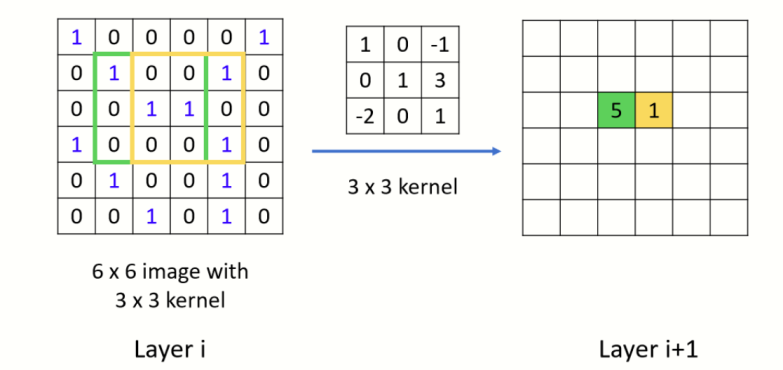 1 0 0 0 0 1
0 1 0 0 1 0
0 0 1 1 0 0
1 0 0 0 1 0
0 1 0 0 1 0
0 0 1 0 1 0
6 x 6 image with
3 x 3 kernel
Layer i
1 0 -1
0 1 3
-2 0 1
3 x 3 kernel
5 1
Layer i+1